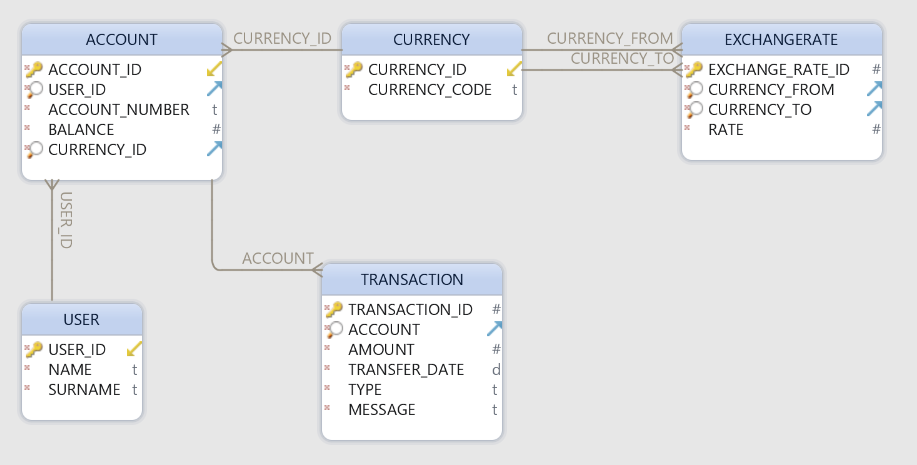 ACCOUNT
ACCOUNT_ID
USER_ID
ACCOUNT_NUMBER t
BALANCE #
CURRENCY_ID
CURRENCY_ID
CURRENCY
CURRENCY_ID
CURRENCY_CODE t
CURRENCY_FROM
CURRENCY_TO
EXCHANGERATE
EXCHANGE_RATE_ID #
CURRENCY_FROM
CURRENCY_TO
RATE #
USER_ID
ACCOUNT
USER
USER_ID
NAME t
SURNAME t
TRANSACTION
TRANSACTION_ID #
ACCOUNT
AMOUNT #
TRANSFER_DATE d
TYPE t
MESSAGE t